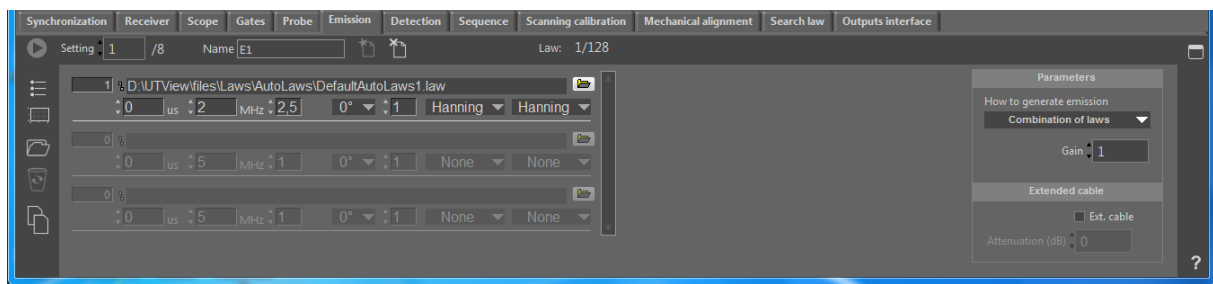 Synchronization Receiver Scope Gates Probe Emission Detection Sequence Scanning calibration Mechanical alignment Search law Outputs interface
Setting 1 /8 Name E1 Law: 1/128
1 % D:\UTView\files\Laws\AutoLaws\DefaultAutoLaws1.law
0 us 2 MHz 2,5 0° 1 Hanning Hanning
0 %
0 us 5 MHz 1 0° 1 None None
0 %
0 us 5 MHz 1 0° 1 None None
Parameters
How to generate emission
Combination of laws
Gain 1
Extended cable
Ext. cable
Attenuation (dB) 0
?